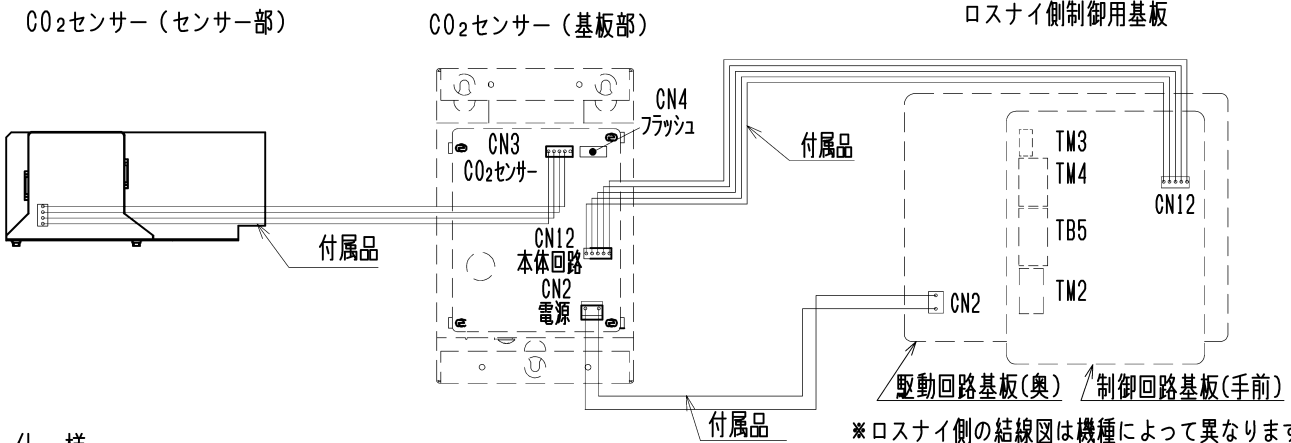 CO₂センサー（センサー部）
CO₂センサー（基板部）
ロスナイ側制御用基板
CN4
フラッシュ
CN3
CO₂センサー
付属品
TM3
TM4
CN12
TB5
付属品
CN12
本体回路
CN2
電源
TM2
CN2
駆動回路基板(奥)
制御回路基板(手前)
付属品
※ロスナイ側の結線図は機種によって異なります